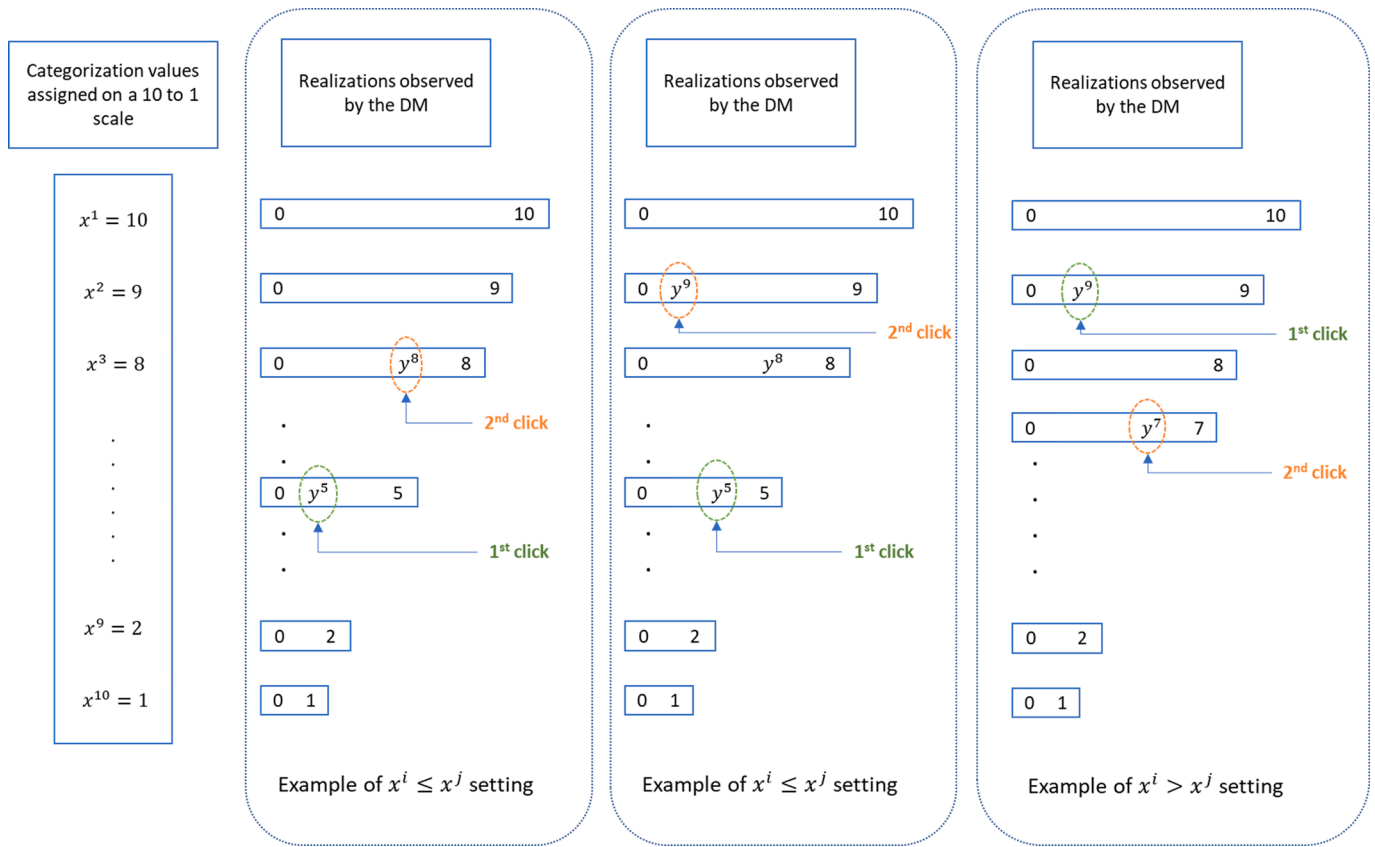 Categorization values
assigned on a 10 to 1
scale
x¹ = 10
x² = 9
x³ = 8
.
.
.
.
.
.
x⁹ = 2
x¹⁰ = 1
Realizations observed
by the DM
0 10
0 9
0 y⁸ 8
2nd click
.
.
0 y⁵ 5
1st click
.
.
0 2
0 1
Example of xⁱ ≤ xʲ setting
Realizations observed
by the DM
0 10
0 y⁹ 9
2nd click
0 y⁸ 8
.
.
0 y⁵ 5
1st click
.
.
0 2
0 1
Example of xⁱ ≤ xʲ setting
Realizations observed
by the DM
0 10
0 y⁹ 9
1st click
0 8
0 y⁷ 7
2nd click
.
.
.
.
0 2
0 1
Example of xⁱ > xʲ setting